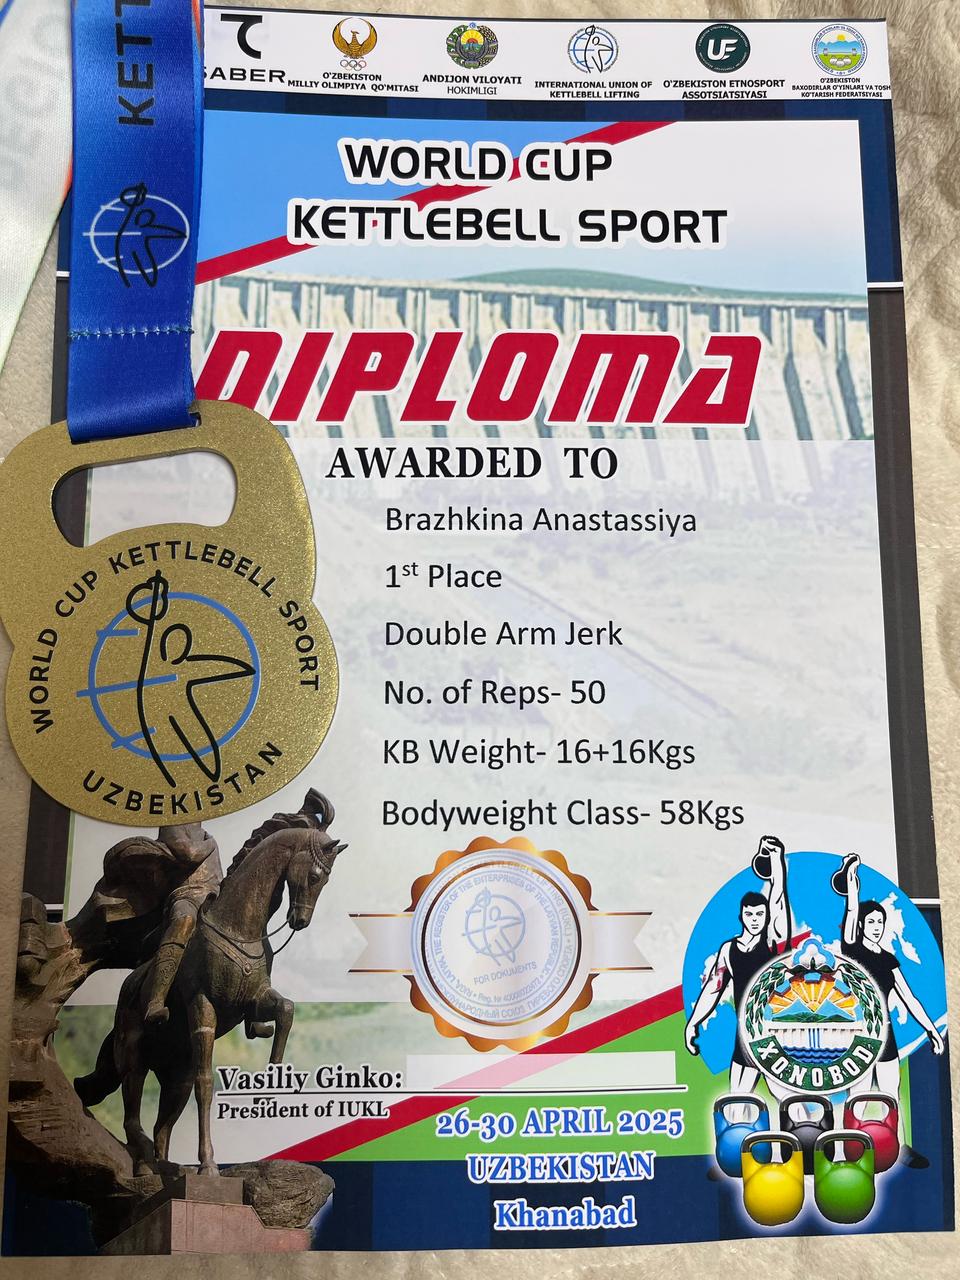 KETT
SABER
O'ZBEKISTON
MILLIY OLIMPIYA QO'MITASI
ANDIJON VILOYATI
HOKIMLIGI
INTERNATIONAL UNION OF
KETTLEBELL LIFTING
UF
O'ZBEKISTON ETNOSPORT
ASSOTSIATSIYASI
O'ZBEKISTON
BAXODIRLAR O'YINLARI VA TOSH
KO'TARISH FEDERATSIYASI
WORLD CUP
KETTLEBELL SPORT
DIPLOMA
AWARDED TO
Brazhkina Anastassiya
1st Place
Double Arm Jerk
No. of Reps- 50
KB Weight- 16+16Kgs
Bodyweight Class- 58Kgs
WORLD CUP KETTLEBELL SPORT
UZBEKISTAN
FOR DOCUMENTS
XONOBOD
Vasiliy Ginko:
President of IUKL
26-30 APRIL 2025
UZBEKISTAN
Khanabad